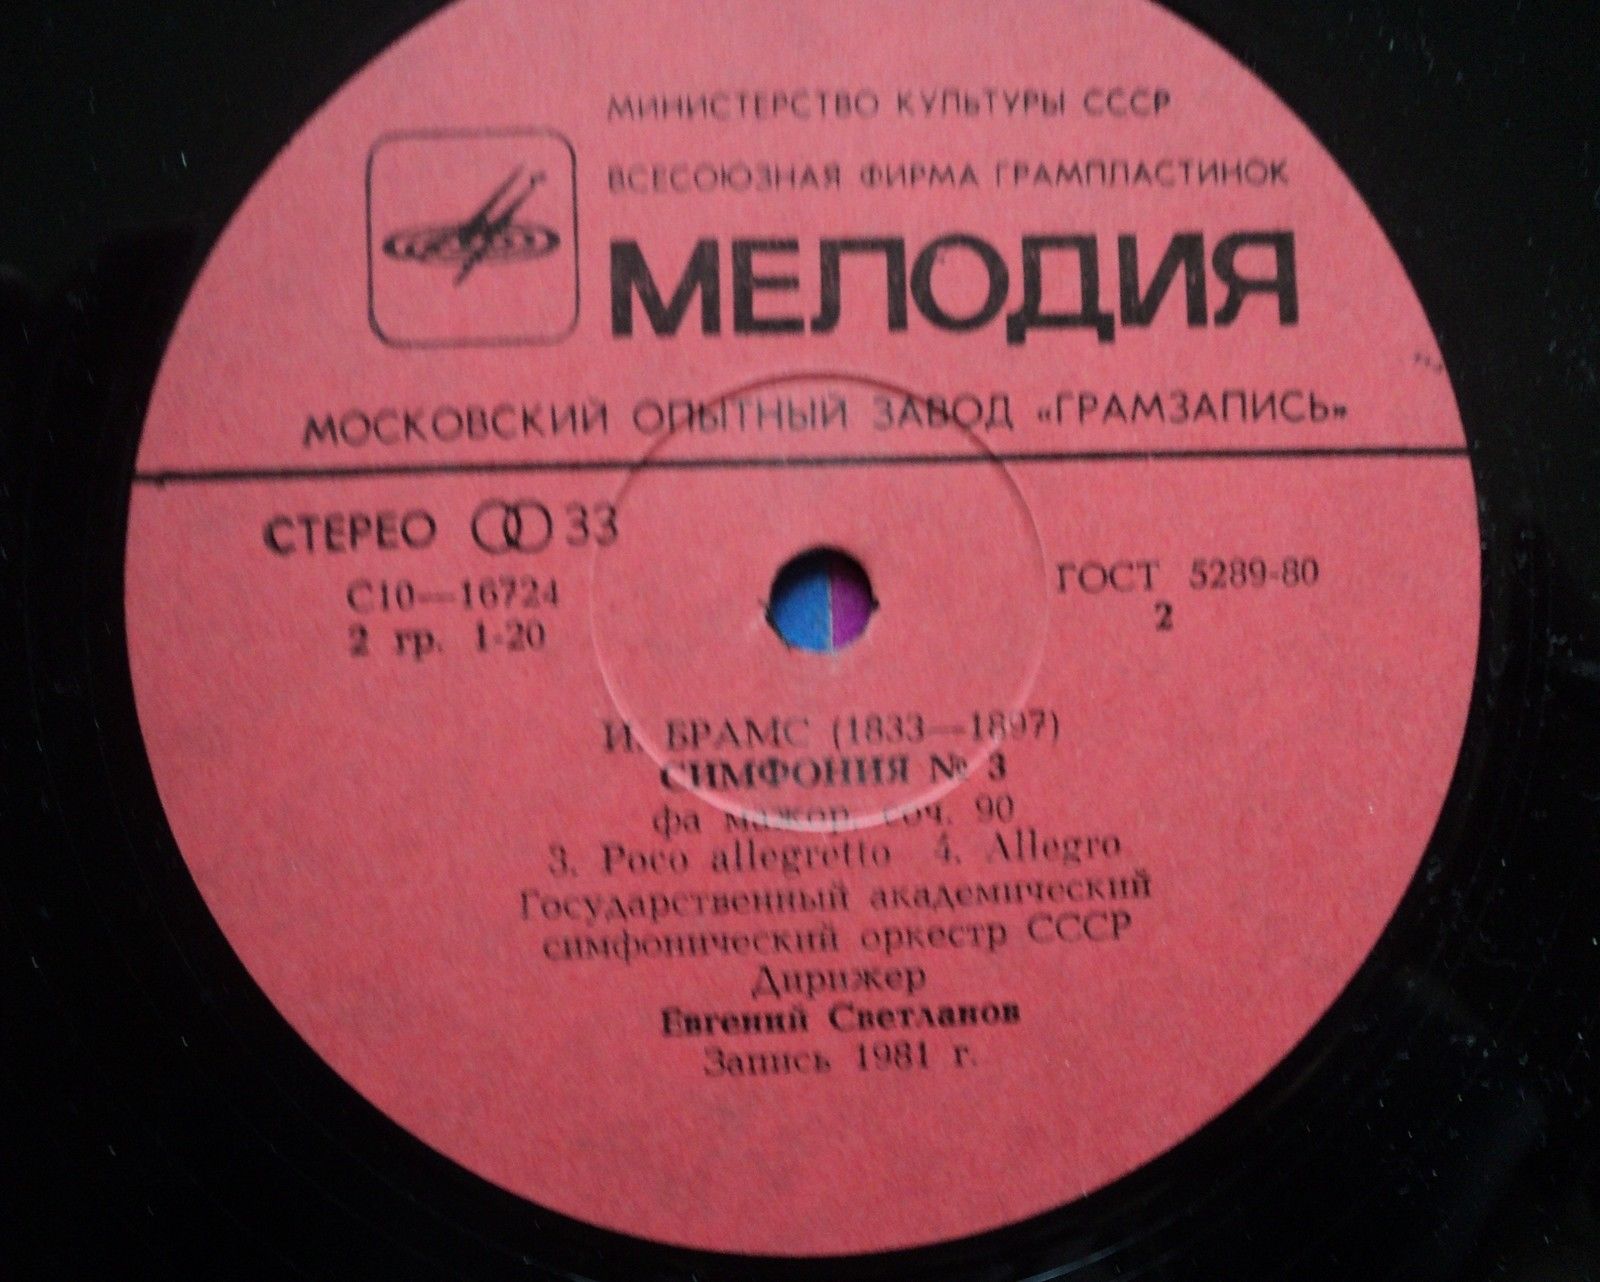 МИНИСТЕРСТВО КУЛЬТУРЫ СССР
ВСЕСОЮЗНАЯ ФИРМА ГРАМПЛАСТИНОК
МЕЛОДИЯ
МОСКОВСКИЙ ОПЫТНЫЙ ЗАВОД «ГРАМЗАПИСЬ»
СТЕРЕО 33
С10—16724
2 гр. 1-20
ГОСТ 5289-80
2
И. БРАМС (1833—1897)
СИМФОНИЯ № 3
фа мажор, соч. 90
3. Poco allegretto 4. Allegro
Государственный академический
симфонический оркестр СССР
Дирижер
Евгений Светланов
Запись 1981 г.